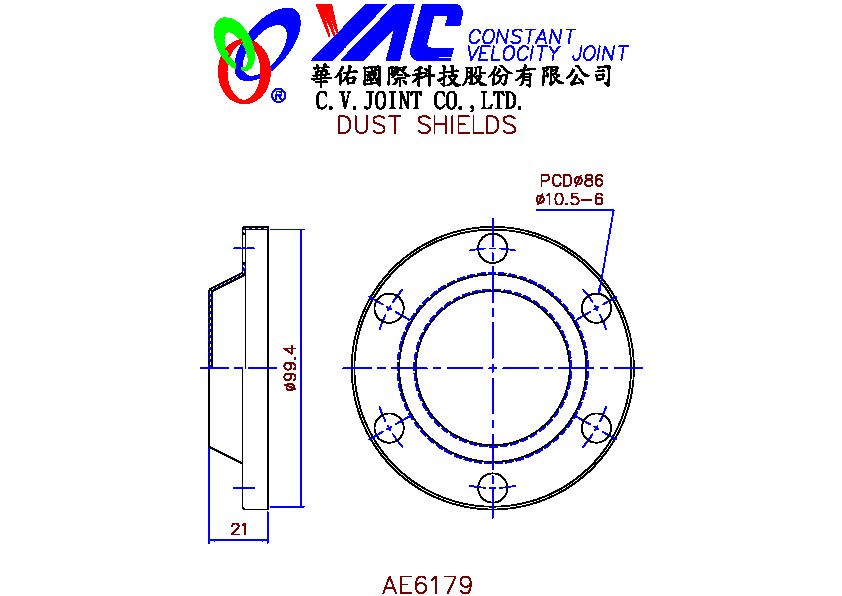 YAC CONSTANT
VELOCITY JOINT
華佑國際科技股份有限公司
®
C.V.JOINT CO.,LTD.
DUST SHIELDS
PCDø86
ø10.5-6
ø99.4
21
AE6179